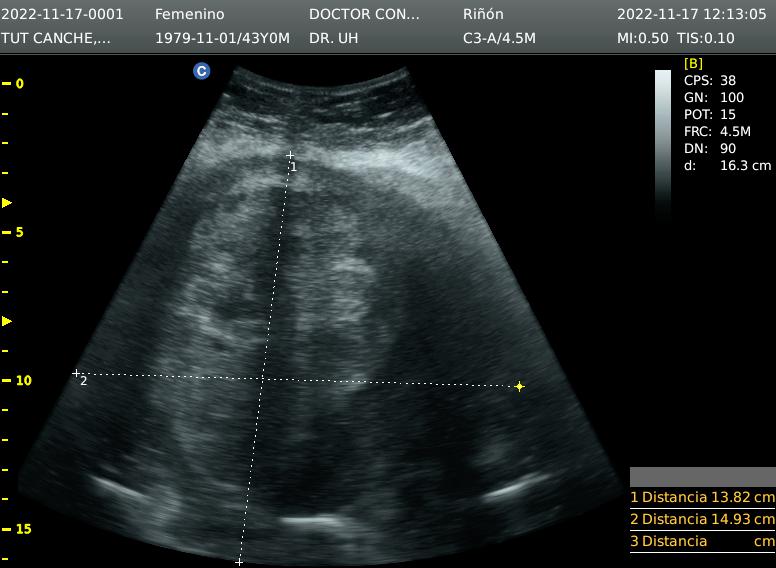 2022-11-17-0001 Femenino DOCTOR CON... Riñón 2022-11-17 12:13:05
TUT CANCHE,... 1979-11-01/43Y0M DR. UH C3-A/4.5M MI:0.50 TIS:0.10
C
[B]
CPS: 38
GN: 100
POT: 15
FRC: 4.5M
DN: 90
d: 16.3 cm
0
1
5
10
2
15
1 Distancia 13.82 cm
2 Distancia 14.93 cm
3 Distancia cm